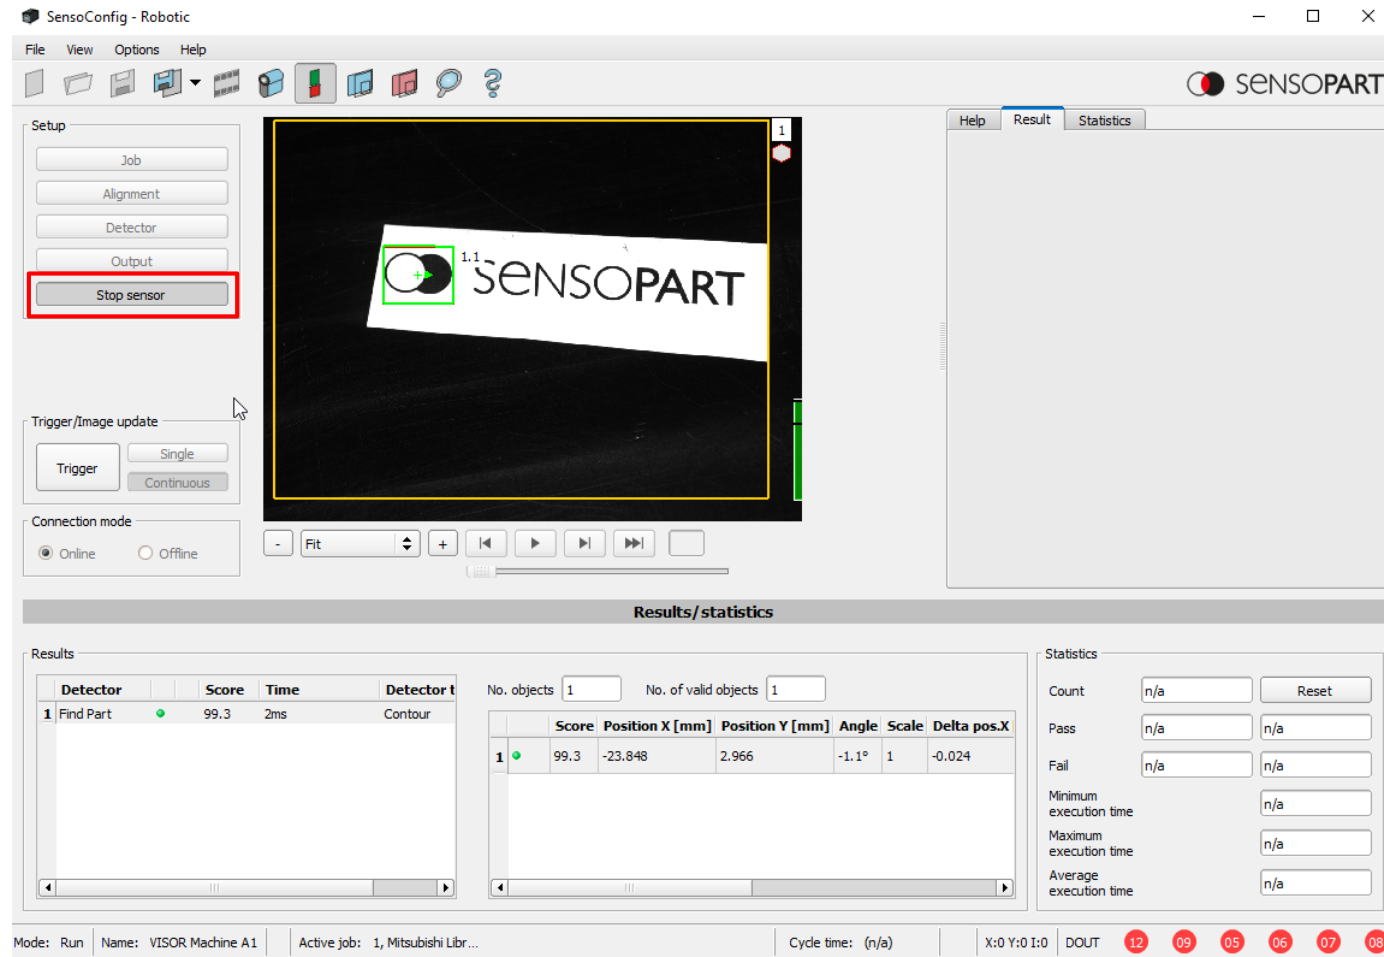 SensoConfig - Robotic
File View Options Help
SENSOPART
Setup
Job
Alignment
Detector
Output
Stop sensor
Trigger/Image update
Trigger
Single
Continuous
Connection mode
Online Offline
1
1.1
SENSOPART
- Fit +
Help Result Statistics
Results/statistics
Results
Detector Score Time Detector t
1 Find Part 99.3 2ms Contour
No. objects 1 No. of valid objects 1
Score Position X [mm] Position Y [mm] Angle Scale Delta pos.X
1 99.3 -23.848 2.966 -1.1° 1 -0.024
Statistics
Count n/a Reset
Pass n/a n/a
Fail n/a n/a
Minimum
execution time n/a
Maximum
execution time n/a
Average
execution time n/a
Mode: Run Name: VISOR Machine A1 Active job: 1, Mitsubishi Libr... Cycle time: (n/a) X:0 Y:0 I:0 DOUT 12 09 05 06 07 08